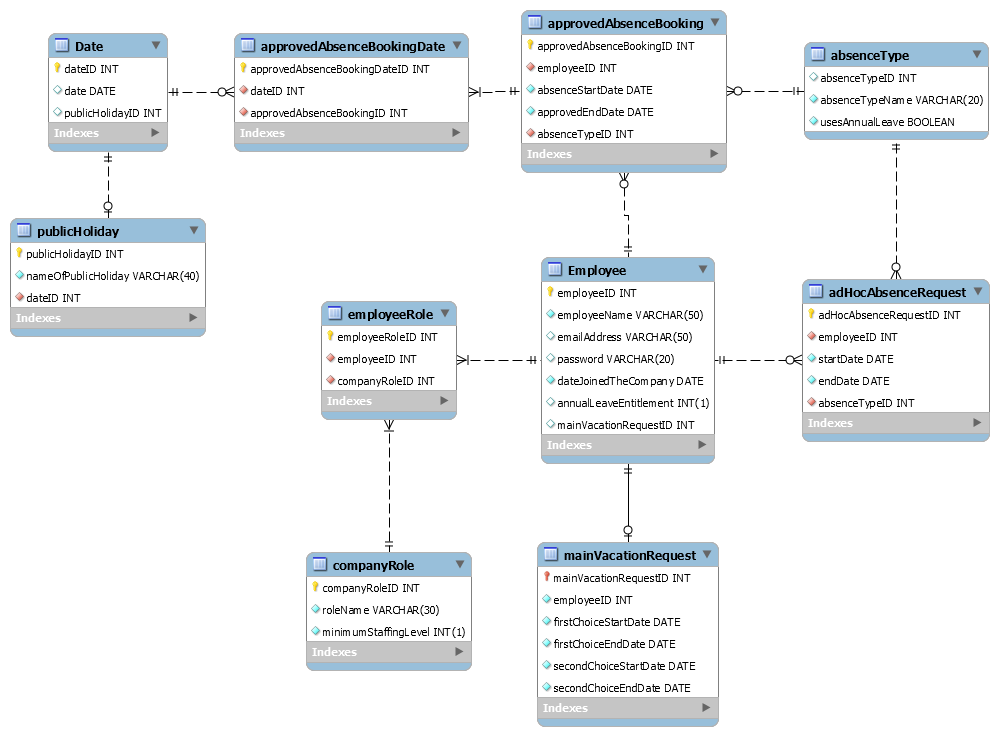 Date
dateID INT
date DATE
publicHolidayID INT
Indexes
approvedAbsenceBookingDate
approvedAbsenceBookingDateID INT
dateID INT
approvedAbsenceBookingID INT
Indexes
approvedAbsenceBooking
approvedAbsenceBookingID INT
employeeID INT
absenceStartDate DATE
approvedEndDate DATE
absenceTypeID INT
Indexes
absenceType
absenceTypeID INT
absenceTypeName VARCHAR(20)
usesAnnualLeave BOOLEAN
publicHoliday
publicHolidayID INT
nameOfPublicHoliday VARCHAR(40)
dateID INT
Indexes
employeeRole
employeeRoleID INT
employeeID INT
companyRoleID INT
Indexes
Employee
employeeID INT
employeeName VARCHAR(50)
emailAddress VARCHAR(50)
password VARCHAR(20)
dateJoinedTheCompany DATE
annualLeaveEntitlement INT(1)
mainVacationRequestID INT
Indexes
adHocAbsenceRequest
adHocAbsenceRequestID INT
employeeID INT
startDate DATE
endDate DATE
absenceTypeID INT
Indexes
companyRole
companyRoleID INT
roleName VARCHAR(30)
minimumStaffingLevel INT(1)
Indexes
mainVacationRequest
mainVacationRequestID INT
employeeID INT
firstChoiceStartDate DATE
firstChoiceEndDate DATE
secondChoiceStartDate DATE
secondChoiceEndDate DATE
Indexes